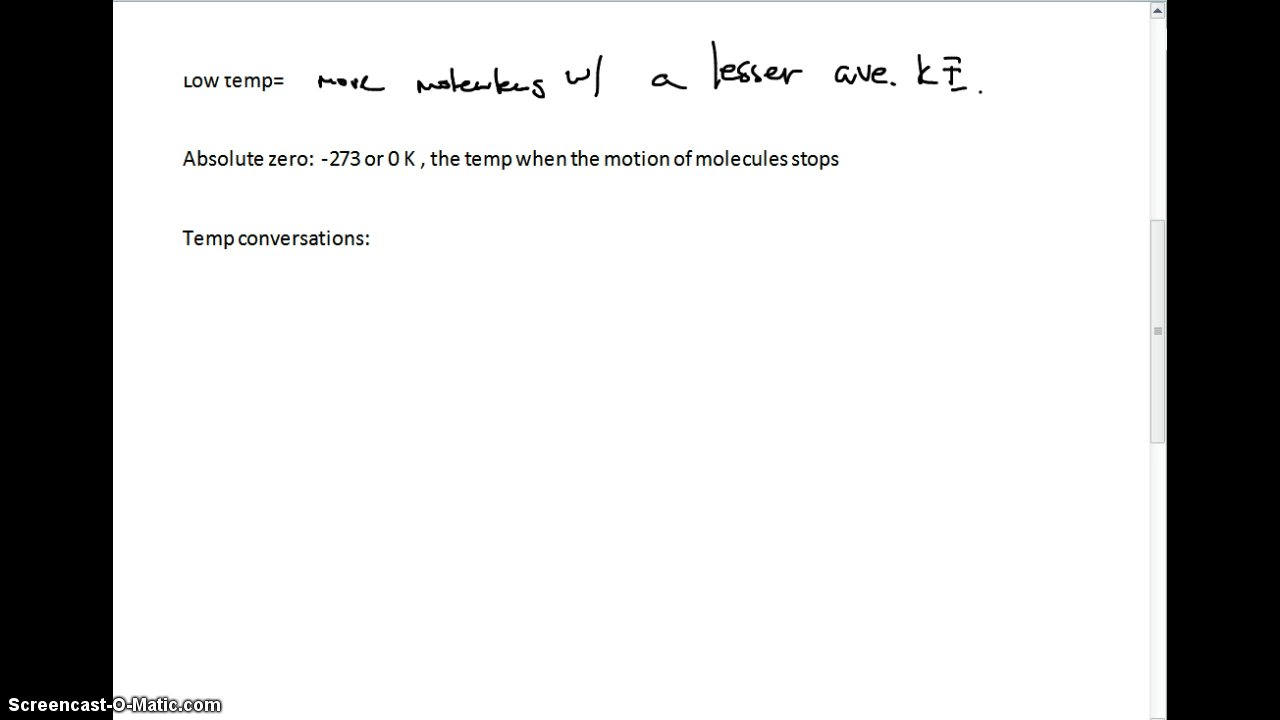 Low temp= more molecules w/ a lesser ave. KE.
Absolute zero: -273 or 0 K , the temp when the motion of molecules stops
Temp conversations:
Screencast-O-Matic.com